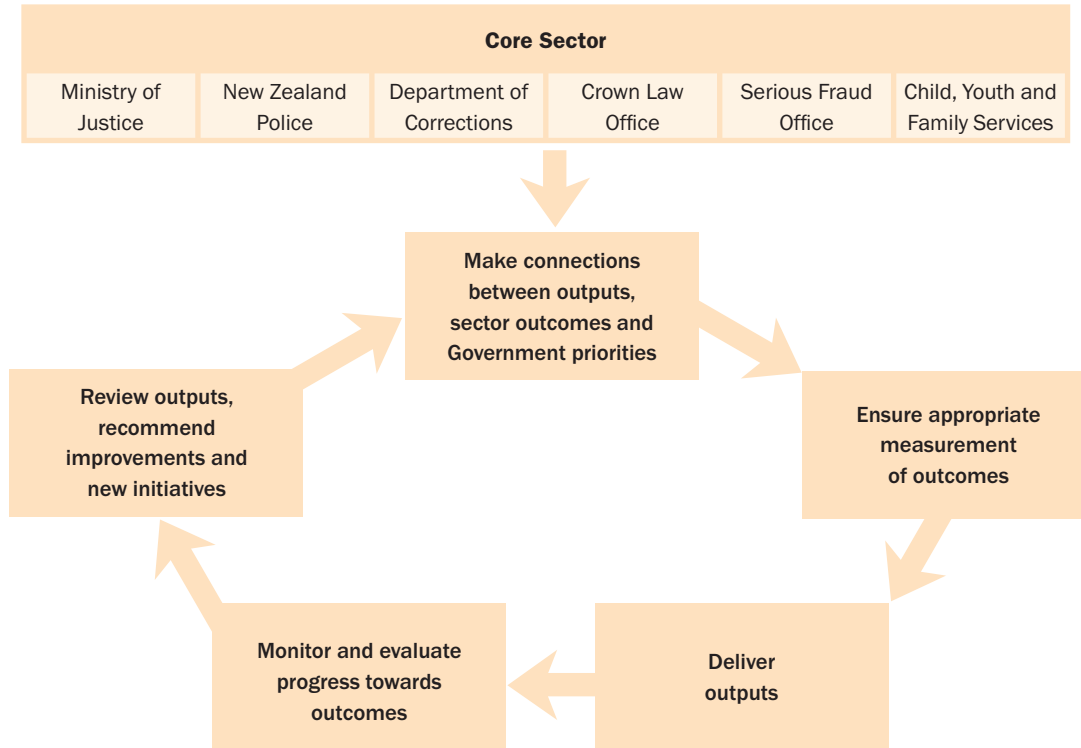 Core Sector
Ministry of
Justice
New Zealand
Police
Department of
Corrections
Crown Law
Office
Serious Fraud
Office
Child, Youth and
Family Services
Make connections
between outputs,
sector outcomes and
Government priorities
Ensure appropriate
measurement
of outcomes
Deliver
outputs
Monitor and evaluate
progress towards
outcomes
Review outputs,
recommend
improvements and
new initiatives